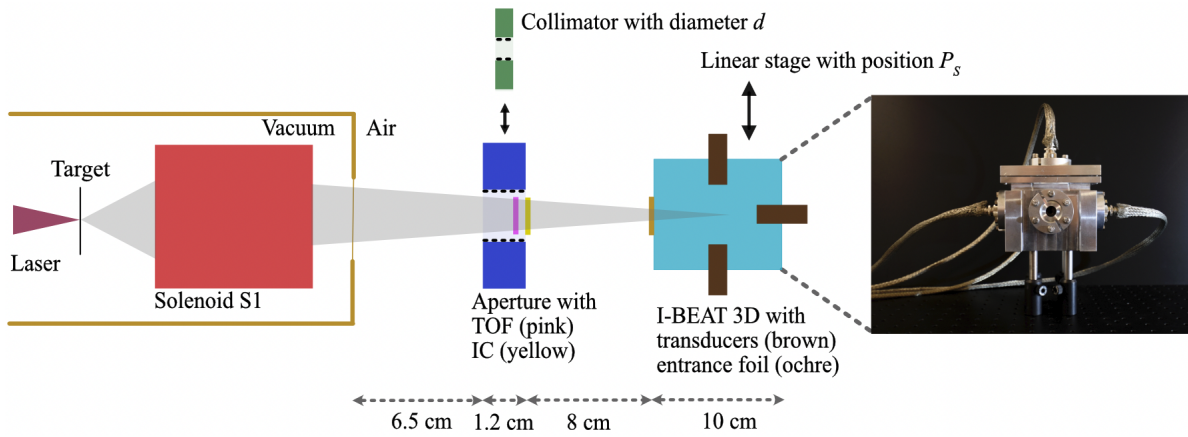 Collimator with diameter d
Linear stage with position Ps
Vacuum
Air
Target
Laser
Solenoid S1
Aperture with
TOF (pink)
IC (yellow)
I-BEAT 3D with
transducers (brown)
entrance foil (ochre)
6.5 cm
1.2 cm
8 cm
10 cm